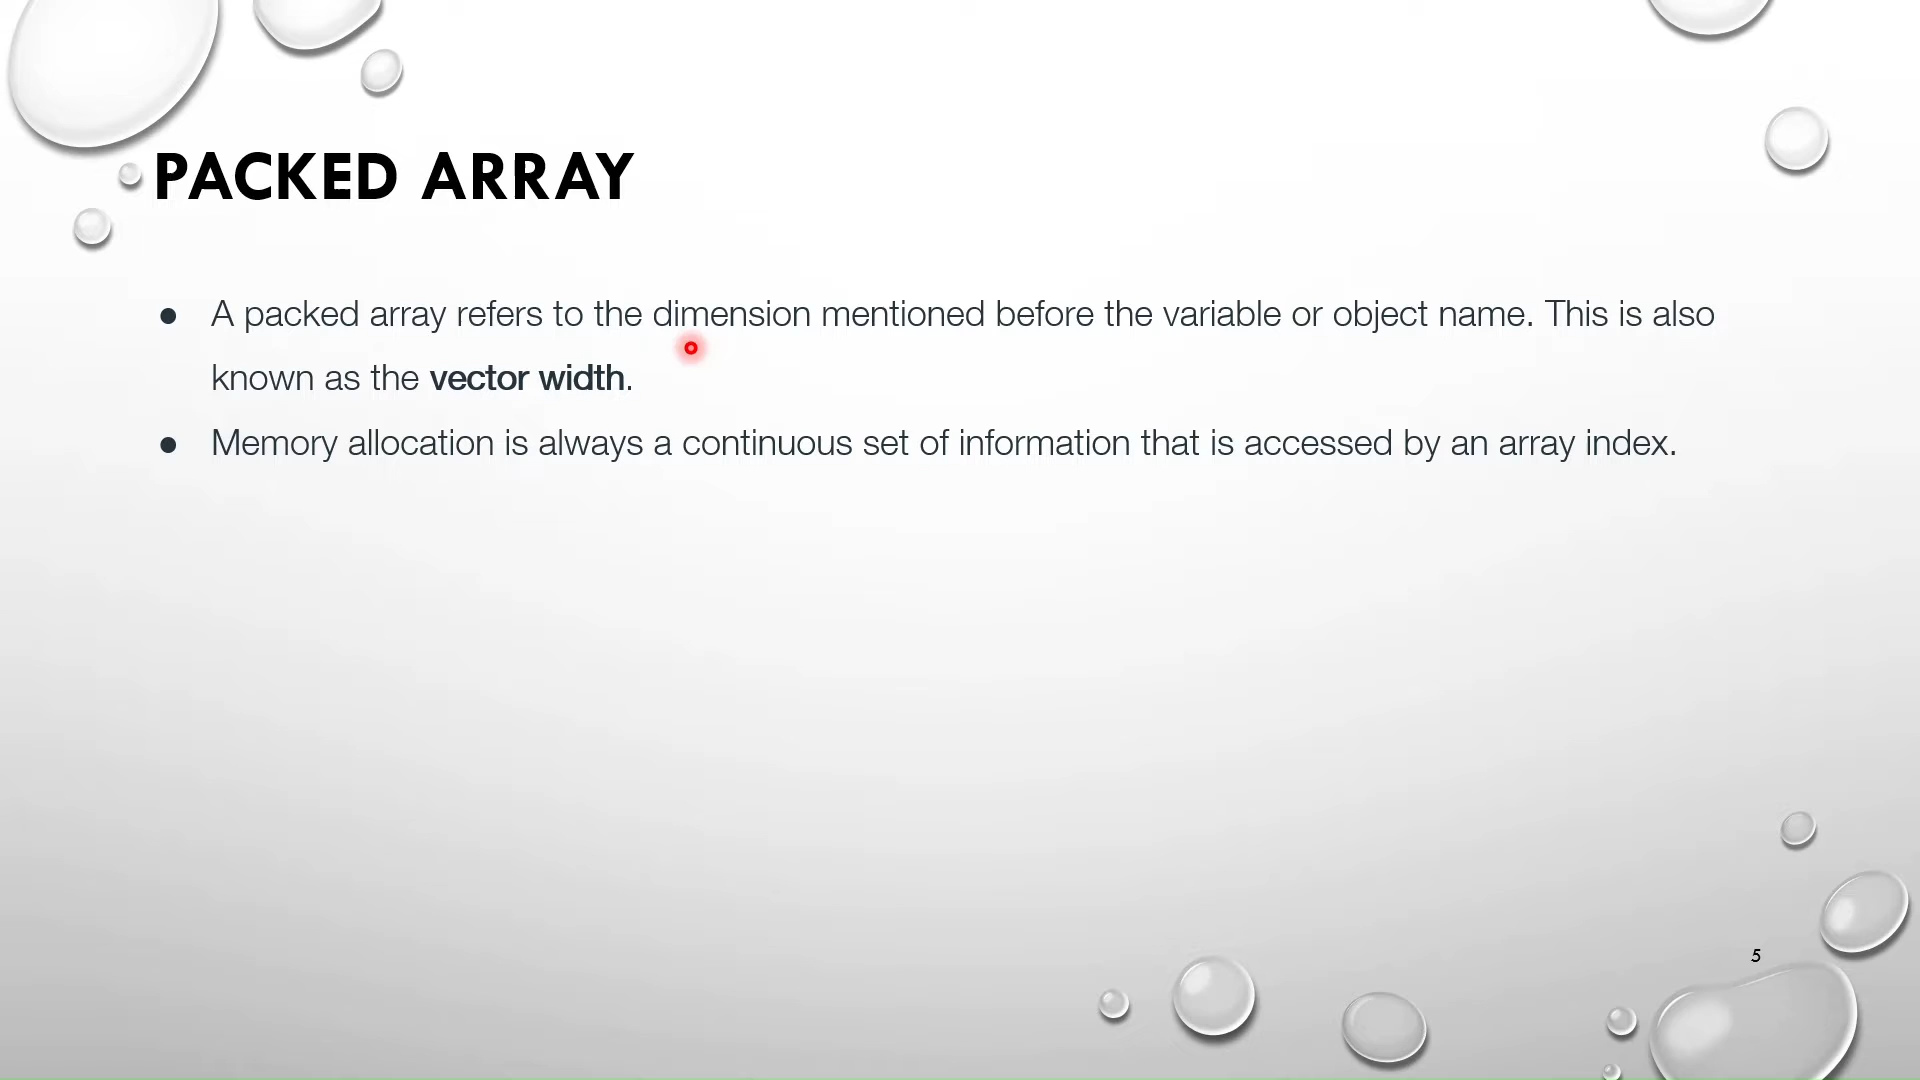 PACKED ARRAY
● A packed array refers to the dimension mentioned before the variable or object name. This is also
known as the vector width.
● Memory allocation is always a continuous set of information that is accessed by an array index.
5